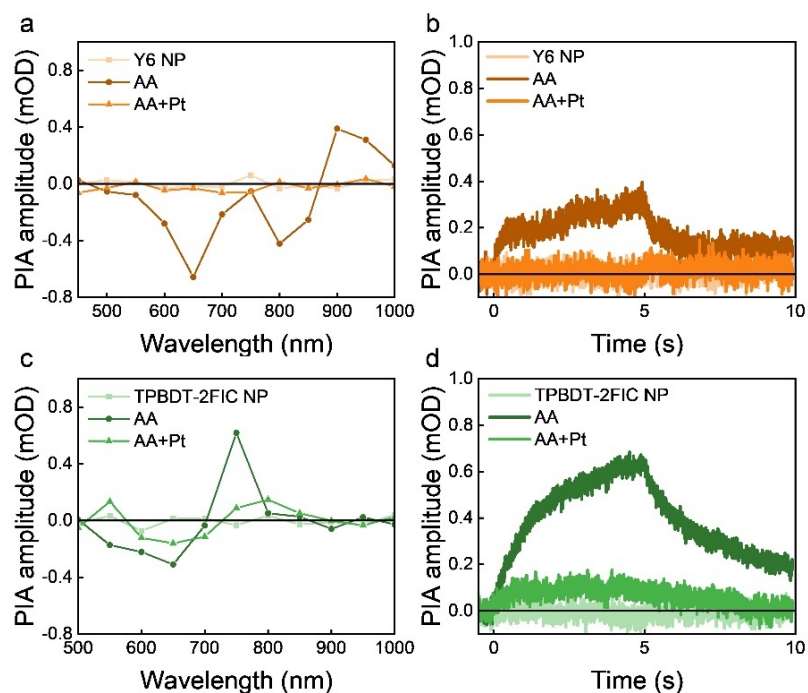 a
PIA amplitude (mOD)
0.8
0.4
0.0
-0.4
-0.8
Y6 NP
AA
AA+Pt
500 600 700 800 900 1000
Wavelength (nm)
b
PIA amplitude (mOD)
1.0
0.8
0.6
0.4
0.2
0.0
Y6 NP
AA
AA+Pt
0 5 10
Time (s)
c
PIA amplitude (mOD)
0.8
0.4
0.0
-0.4
-0.8
TPBDT-2FIC NP
AA
AA+Pt
500 600 700 800 900 1000
Wavelength (nm)
d
PIA amplitude (mOD)
1.0
0.8
0.6
0.4
0.2
0.0
TPBDT-2FIC NP
AA
AA+Pt
0 5 10
Time (s)